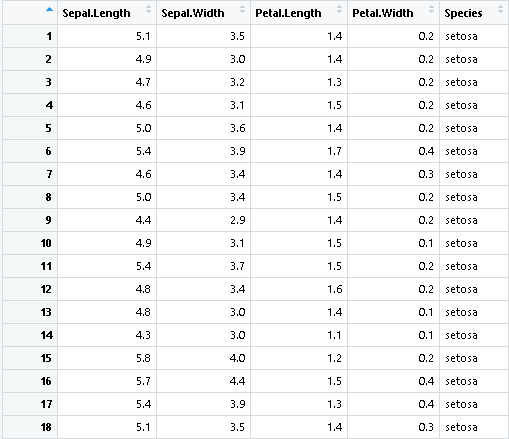 Sepal.Length Sepal.Width Petal.Length Petal.Width Species
1 5.1 3.5 1.4 0.2 setosa
2 4.9 3.0 1.4 0.2 setosa
3 4.7 3.2 1.3 0.2 setosa
4 4.6 3.1 1.5 0.2 setosa
5 5.0 3.6 1.4 0.2 setosa
6 5.4 3.9 1.7 0.4 setosa
7 4.6 3.4 1.4 0.3 setosa
8 5.0 3.4 1.5 0.2 setosa
9 4.4 2.9 1.4 0.2 setosa
10 4.9 3.1 1.5 0.1 setosa
11 5.4 3.7 1.5 0.2 setosa
12 4.8 3.4 1.6 0.2 setosa
13 4.8 3.0 1.4 0.1 setosa
14 4.3 3.0 1.1 0.1 setosa
15 5.8 4.0 1.2 0.2 setosa
16 5.7 4.4 1.5 0.4 setosa
17 5.4 3.9 1.3 0.4 setosa
18 5.1 3.5 1.4 0.3 setosa